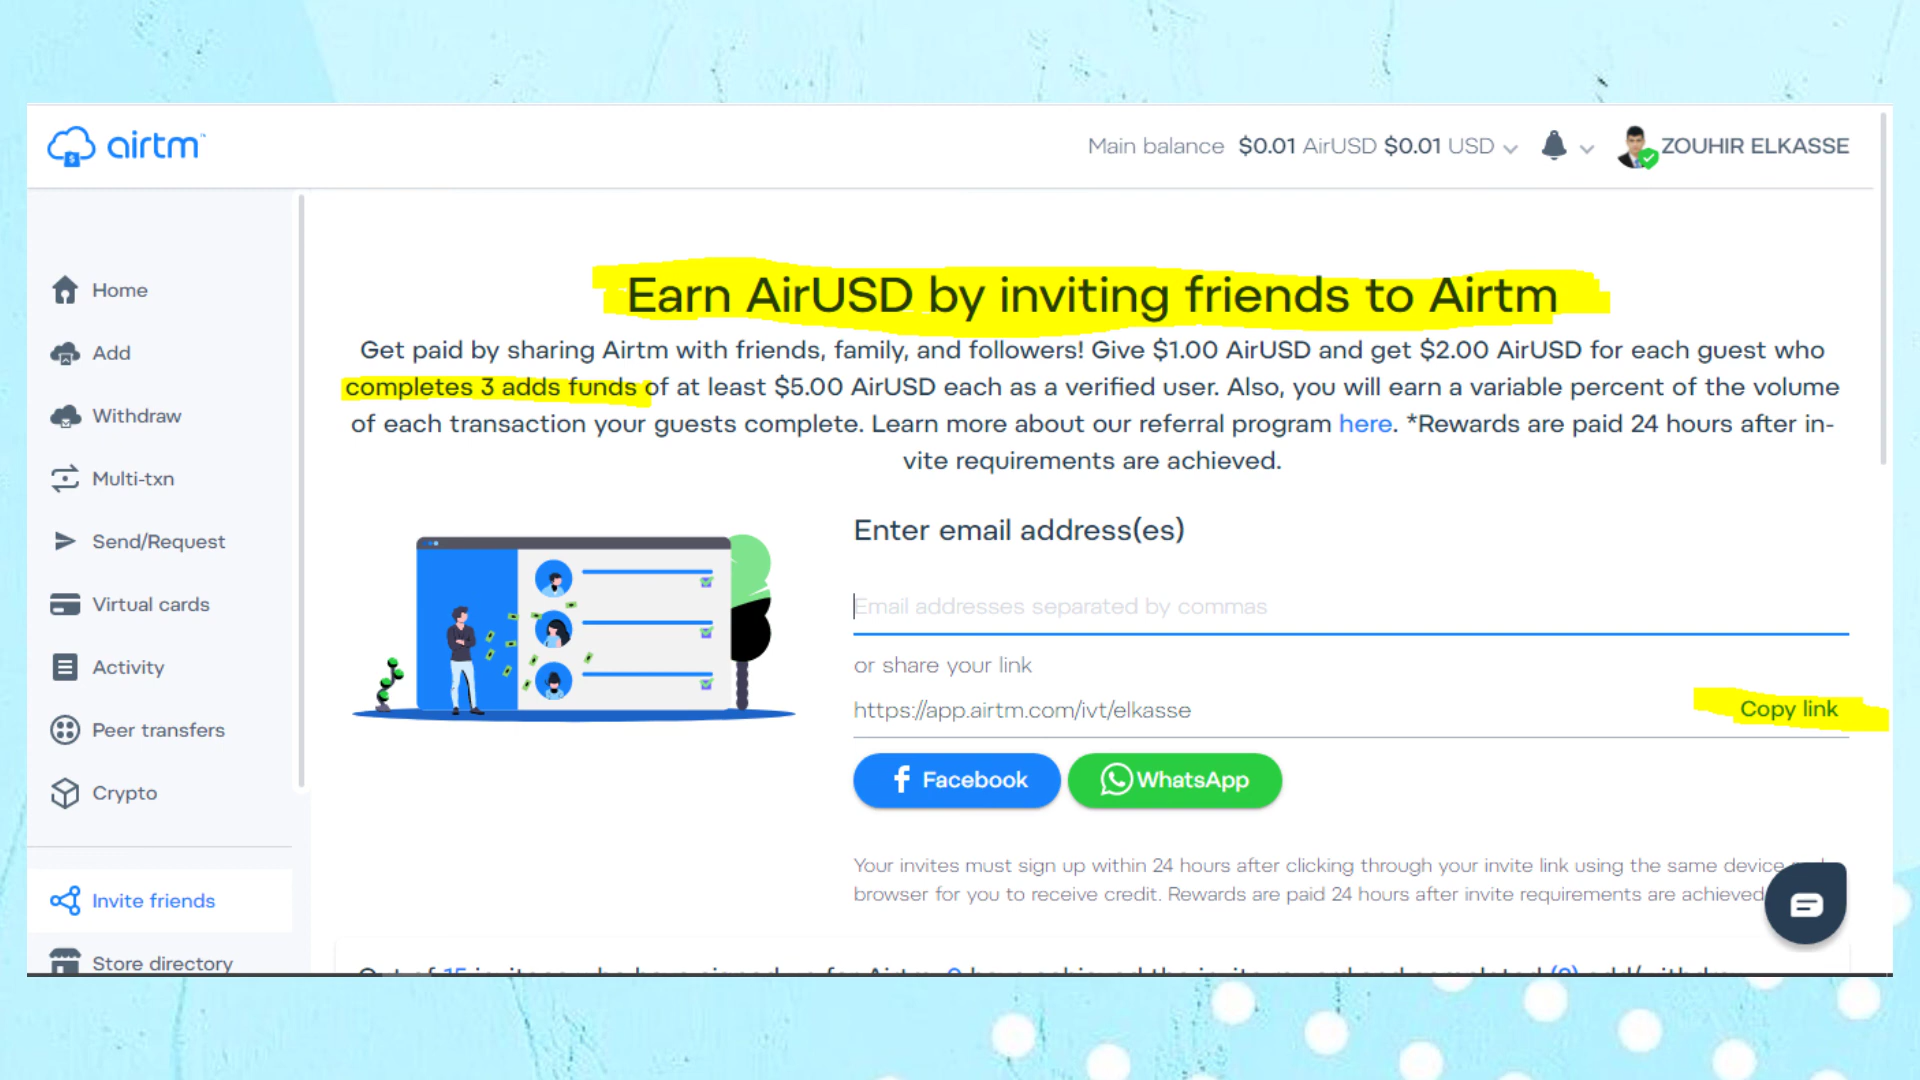 airtm
Main balance $0.01 AirUSD $0.01 USD
ZOUHIR ELKASSE
Home
Add
Withdraw
Multi-txn
Send/Request
Virtual cards
Activity
Peer transfers
Crypto
Invite friends
Store directory
Earn AirUSD by inviting friends to Airtm
Get paid by sharing Airtm with friends, family, and followers! Give $1.00 AirUSD and get $2.00 AirUSD for each guest who
completes 3 adds funds of at least $5.00 AirUSD each as a verified user. Also, you will earn a variable percent of the volume
of each transaction your guests complete. Learn more about our referral program here. *Rewards are paid 24 hours after in-
vite requirements are achieved.
Enter email address(es)
Email addresses separated by commas
or share your link
https://app.airtm.com/ivt/elkasse
Copy link
Facebook
WhatsApp
Your invites must sign up within 24 hours after clicking through your invite link using the same device
browser for you to receive credit. Rewards are paid 24 hours after invite requirements are achieved